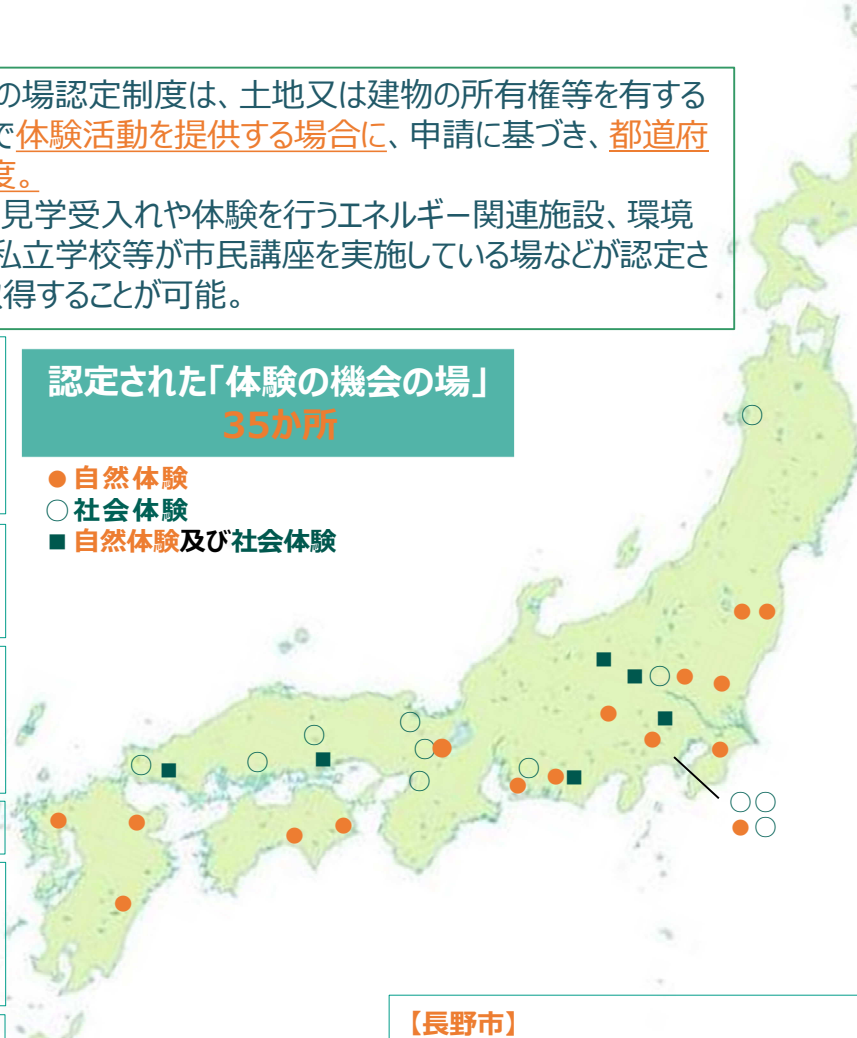 の場認定制度は、土地又は建物の所有権等を有する
で体験活動を提供する場合に、申請に基づき、都道府
度。
見学受入れや体験を行うエネルギー関連施設、環境
私立学校等が市民講座を実施している場などが認定さ
得することが可能。
認定された「体験の機会の場」
35か所
●自然体験
○社会体験
■自然体験及び社会体験
【長野市】